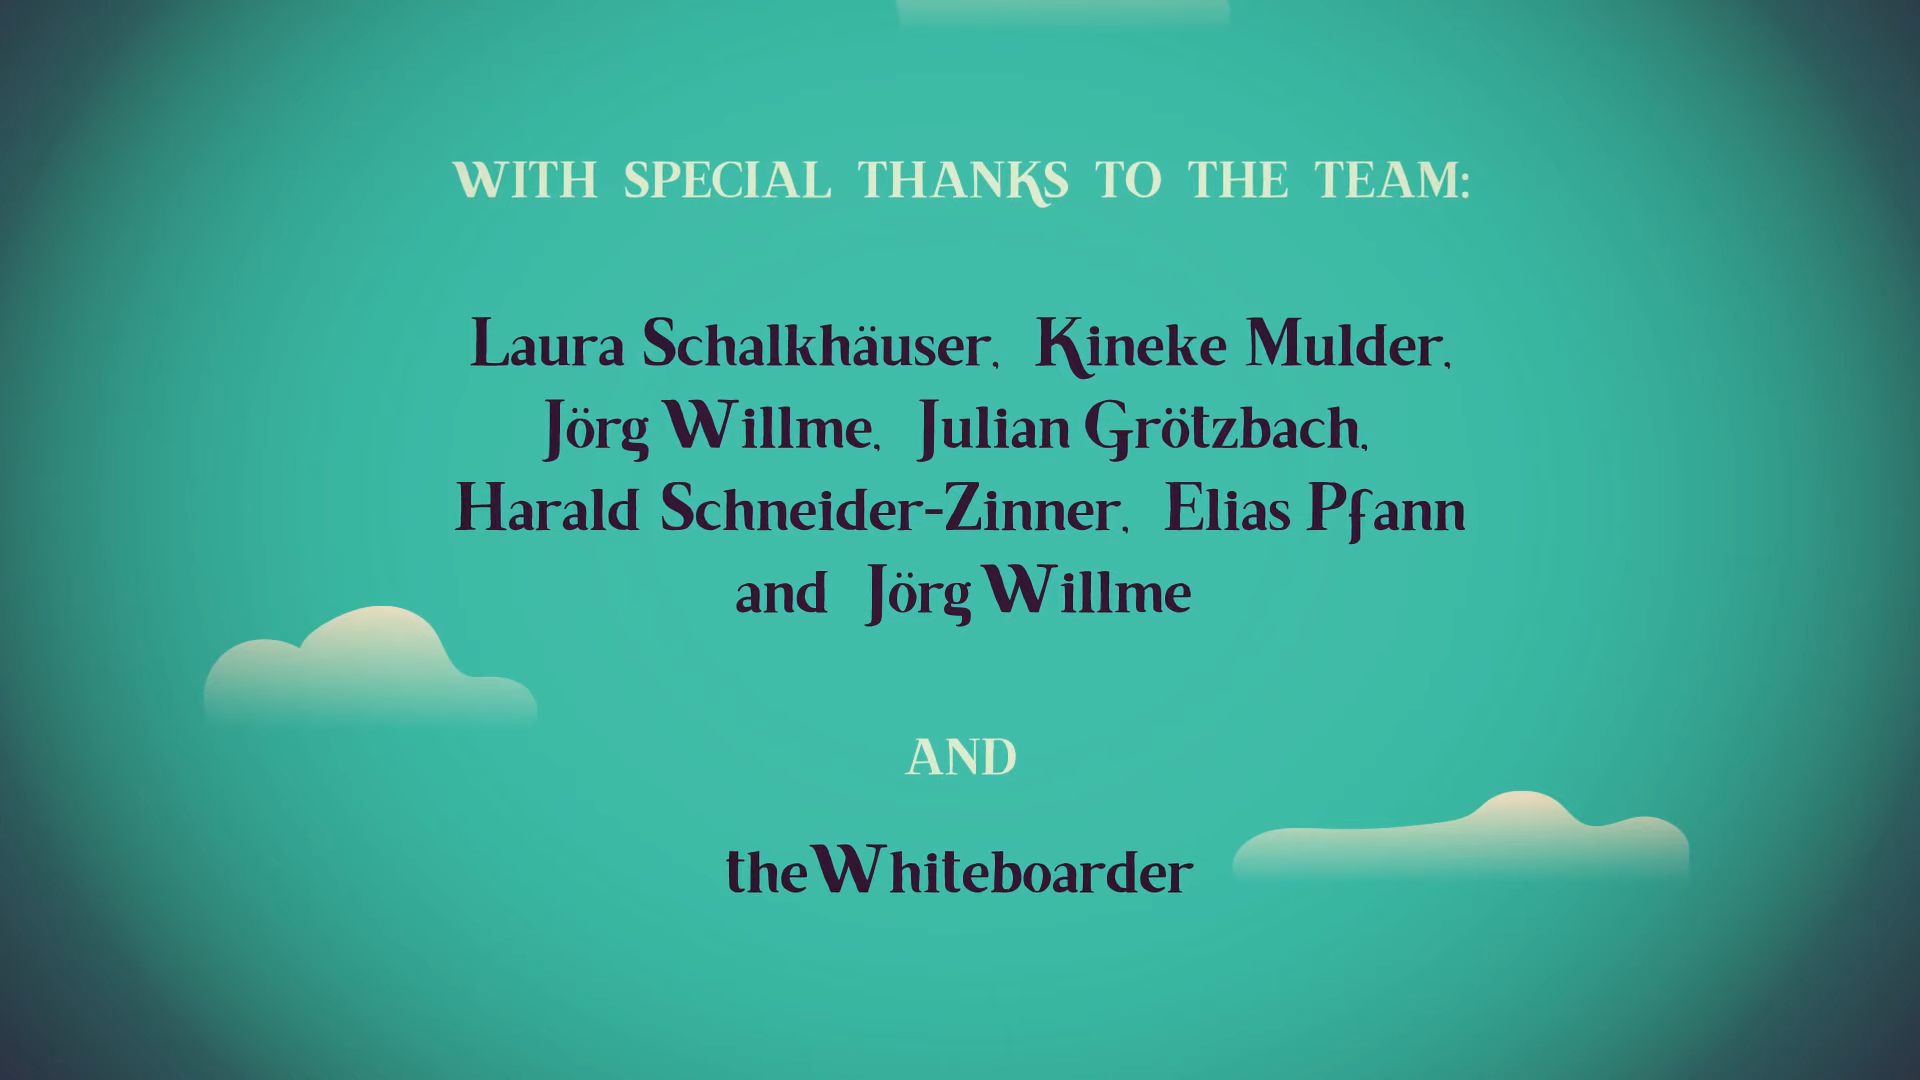 WITH SPECIAL THANKS TO THE TEAM:
Laura Schalkhäuser, Kineke Mulder,
Jörg Willme, Julian Grötzbach,
Harald Schneider-Zinner, Elias Pfann
and Jörg Willme
AND
theWhiteboarder